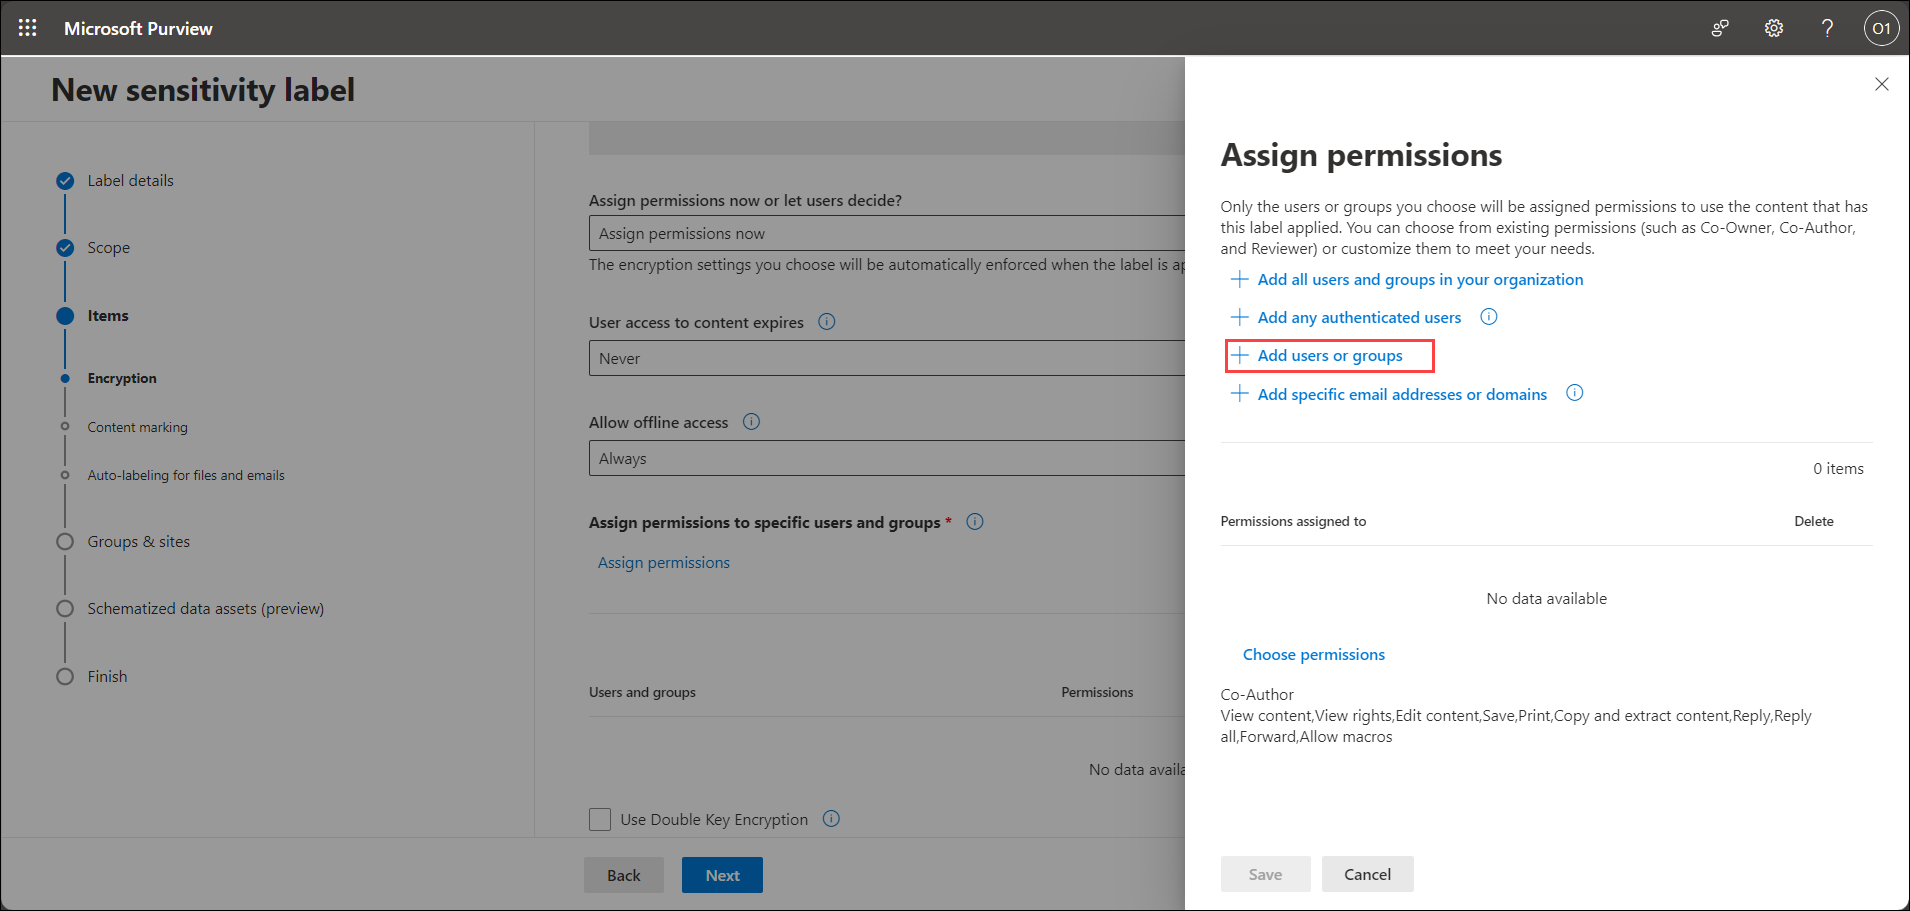 Microsoft Purview
O1
New sensitivity label
Label details
Scope
Items
Encryption
Content marking
Auto-labeling for files and emails
Groups & sites
Schematized data assets (preview)
Finish
Assign permissions now or let users decide?
Assign permissions now
The encryption settings you choose will be automatically enforced when the label is ap
User access to content expires
Never
Allow offline access
Always
Assign permissions to specific users and groups *
Assign permissions
Users and groups
Permissions
No data availa
Use Double Key Encryption
Back
Next
Assign permissions
Only the users or groups you choose will be assigned permissions to use the content that has
this label applied. You can choose from existing permissions (such as Co-Owner, Co-Author,
and Reviewer) or customize them to meet your needs.
Add all users and groups in your organization
Add any authenticated users
Add users or groups
Add specific email addresses or domains
0 items
Permissions assigned to
Delete
No data available
Choose permissions
Co-Author
View content,View rights,Edit content,Save,Print,Copy and extract content,Reply,Reply
all,Forward,Allow macros
Save
Cancel